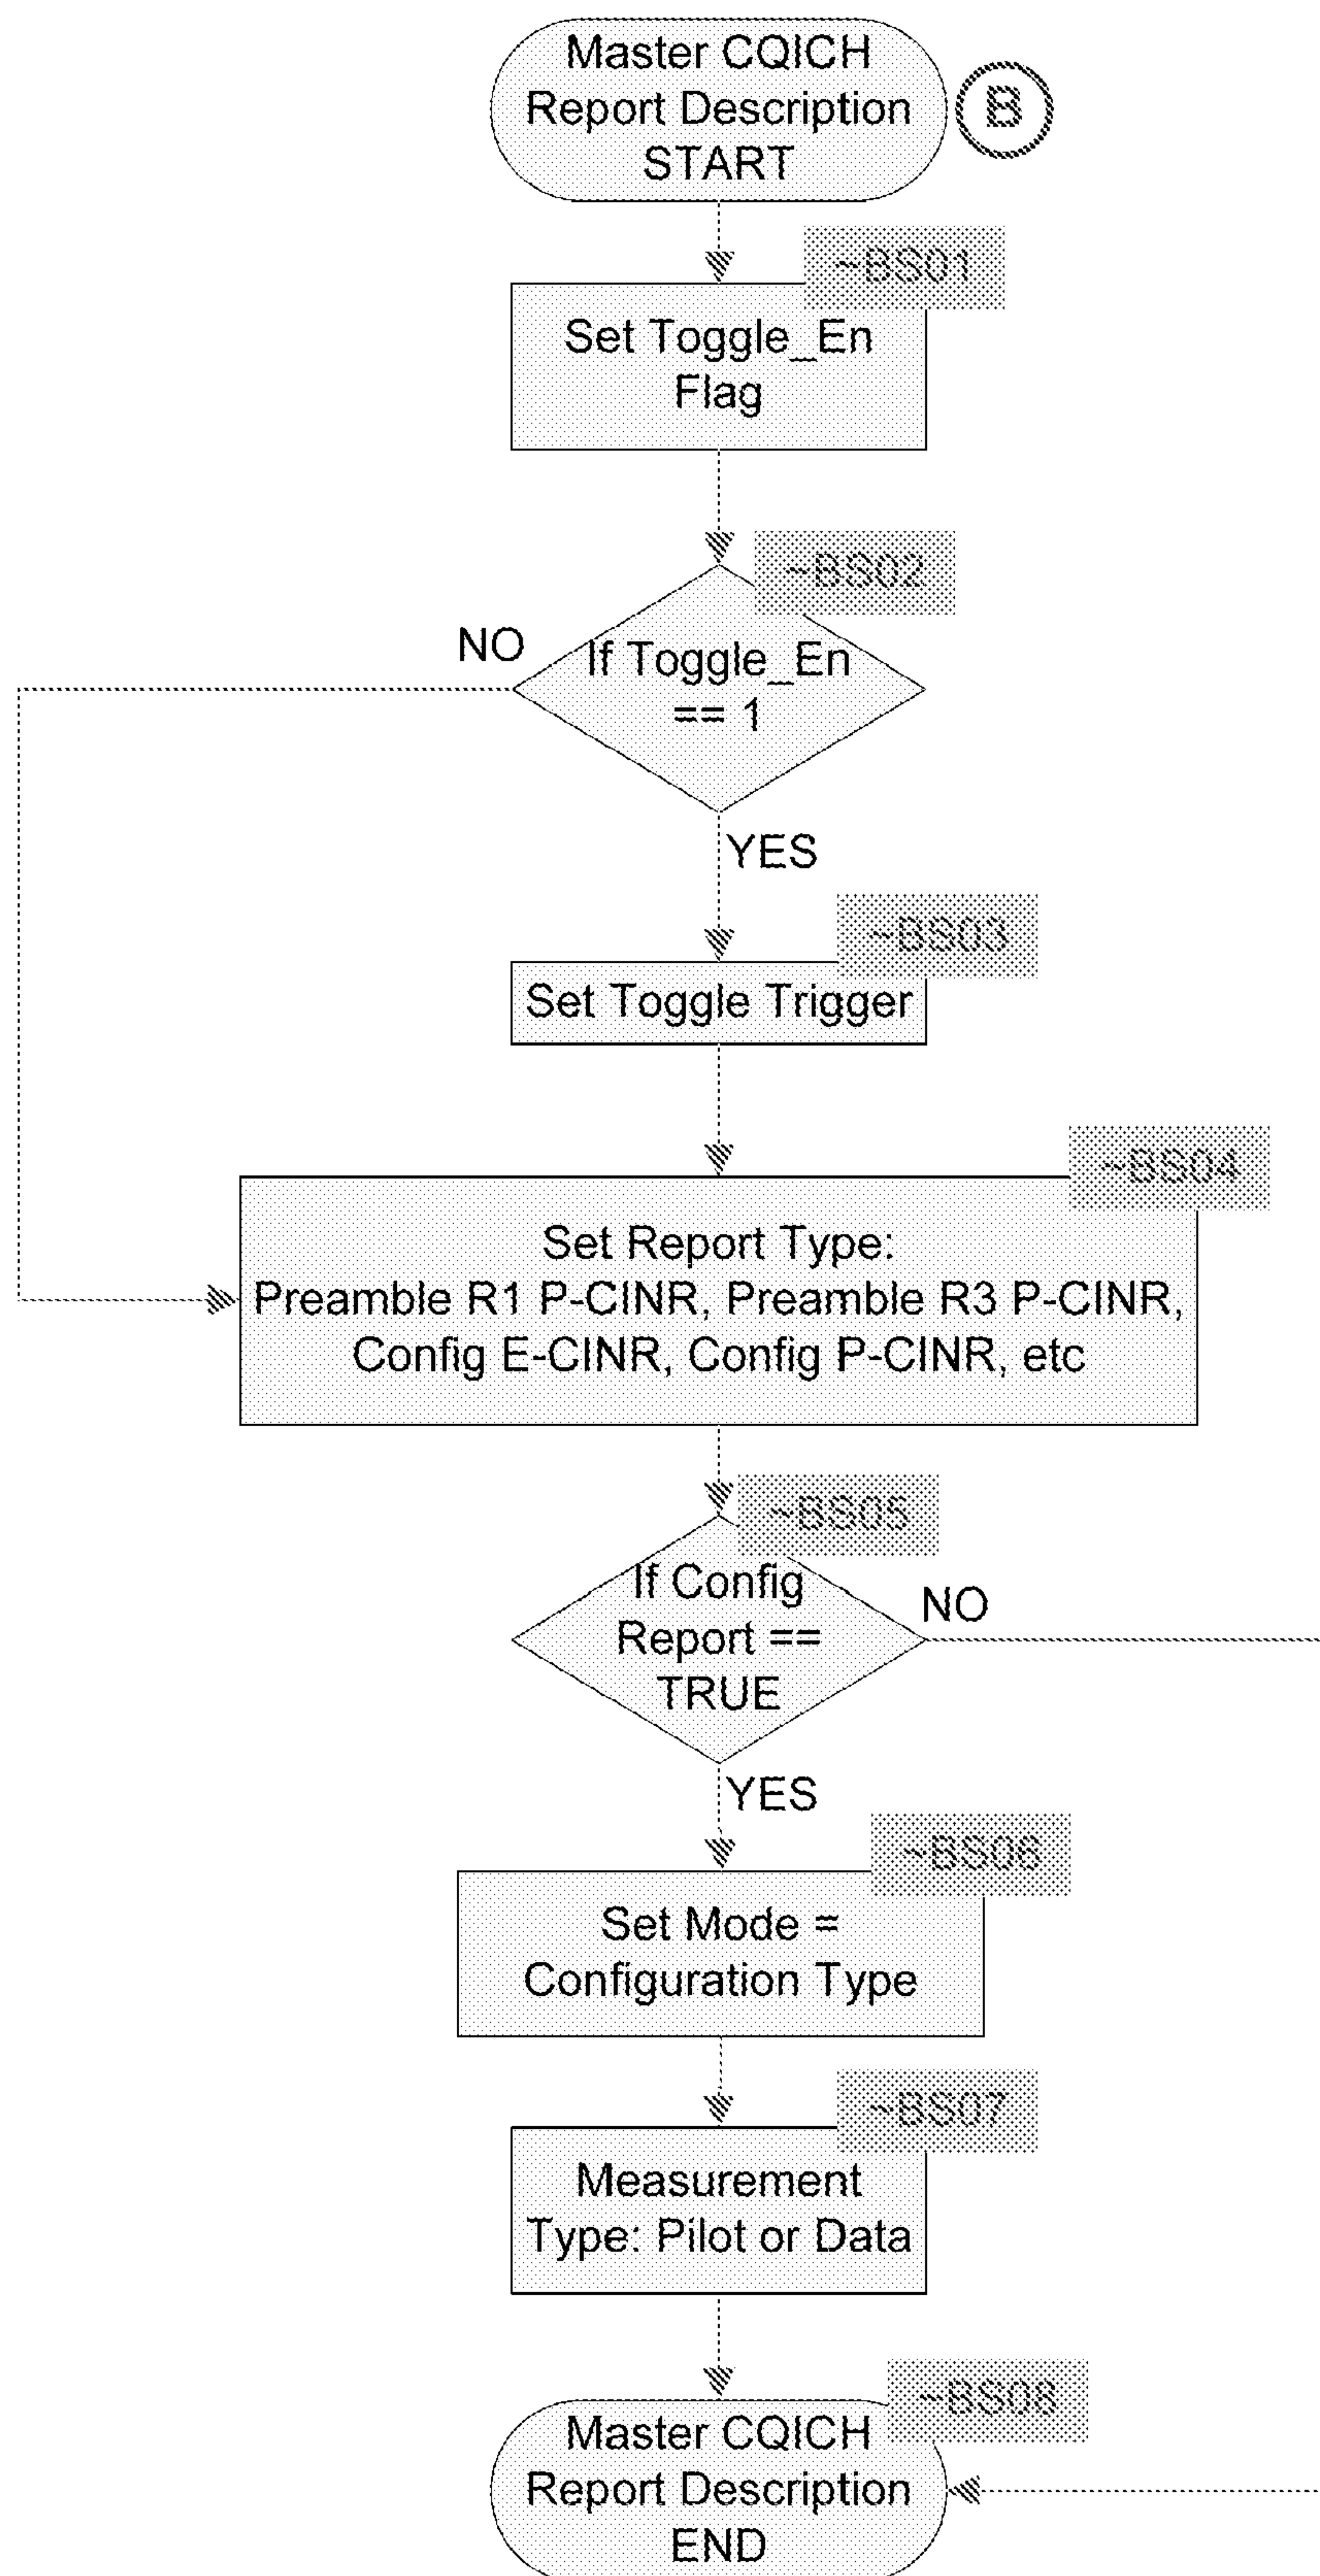 Master CQICH
Report Description
START
B
~BS01
Set Toggle_En
Flag
~BS02
NO
If Toggle_En
== 1
YES
~BS03
Set Toggle Trigger
~BS04
Set Report Type:
Preamble R1 P-CINR, Preamble R3 P-CINR,
Config E-CINR, Config P-CINR, etc
~BS05
If Config
Report ==
TRUE
NO
YES
~BS06
Set Mode =
Configuration Type
~BS07
Measurement
Type: Pilot or Data
~BS08
Master CQICH
Report Description
END